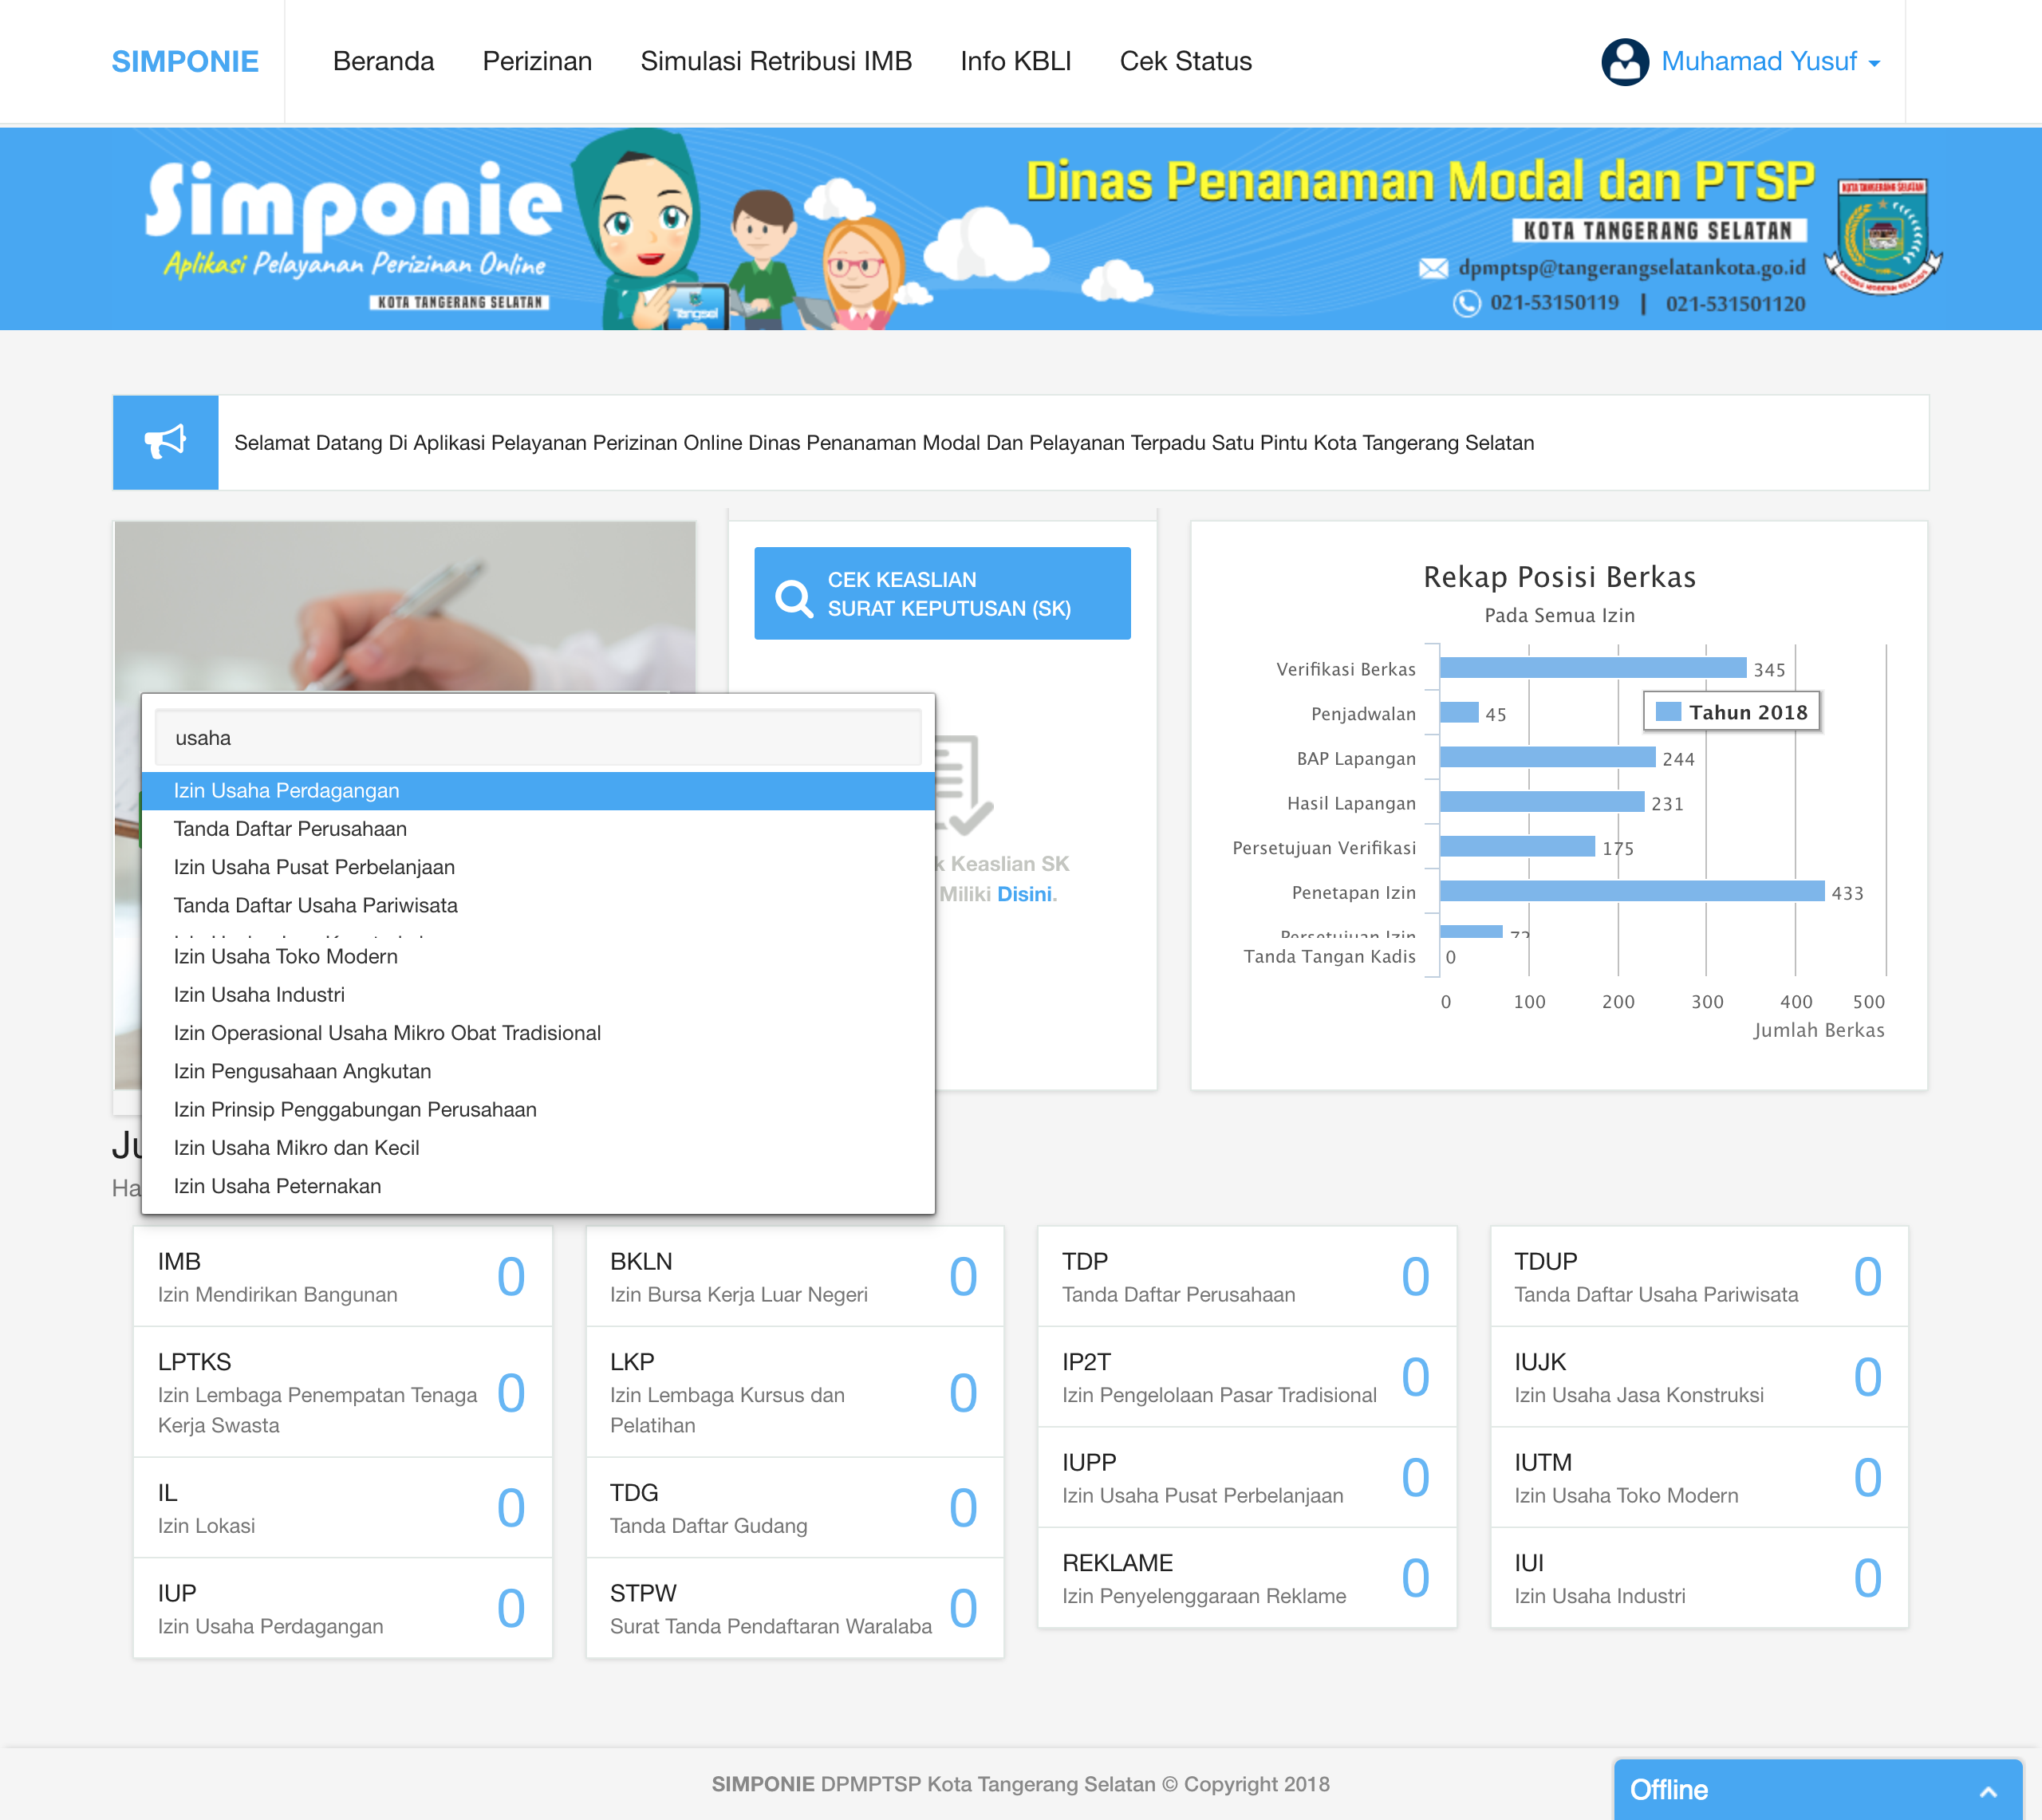 SIMPONIE
Beranda
Perizinan
Simulasi Retribusi IMB
Info KBLI
Cek Status
Muhamad Yusuf
Simponie
Aplikasi Pelayanan Perizinan Online
KOTA TANGERANG SELATAN
Tangsel
Dinas Penanaman Modal dan PTSP
KOTA TANGERANG SELATAN
dpmptsp@tangerangselatankota.go.id
021-53150119 | 021-531501120
KOTA TANGERANG SELATAN
Selamat Datang Di Aplikasi Pelayanan Perizinan Online Dinas Penanaman Modal Dan Pelayanan Terpadu Satu Pintu Kota Tangerang Selatan
usaha
Izin Usaha Perdagangan
Tanda Daftar Perusahaan
Izin Usaha Pusat Perbelanjaan
Tanda Daftar Usaha Pariwisata
Izin Usaha Toko Modern
Izin Usaha Industri
Izin Operasional Usaha Mikro Obat Tradisional
Izin Pengusahaan Angkutan
Izin Prinsip Penggabungan Perusahaan
Izin Usaha Mikro dan Kecil
Izin Usaha Peternakan
CEK KEASLIAN
SURAT KEPUTUSAN (SK)
k Keaslian SK
Miliki Disini.
Rekap Posisi Berkas
Pada Semua Izin
Verifikasi Berkas 345
Penjadwalan 45
Tahun 2018
BAP Lapangan 244
Hasil Lapangan 231
Persetujuan Verifikasi 175
Penetapan Izin 433
Persetujuan Izin 72
Tanda Tangan Kadis 0
0 100 200 300 400 500
Jumlah Berkas
Ju
Ha
IMB
Izin Mendirikan Bangunan
0
LPTKS
Izin Lembaga Penempatan Tenaga
Kerja Swasta
0
IL
Izin Lokasi
0
IUP
Izin Usaha Perdagangan
0
BKLN
Izin Bursa Kerja Luar Negeri
0
LKP
Izin Lembaga Kursus dan
Pelatihan
0
TDG
Tanda Daftar Gudang
0
STPW
Surat Tanda Pendaftaran Waralaba
0
TDP
Tanda Daftar Perusahaan
0
IP2T
Izin Pengelolaan Pasar Tradisional
0
IUPP
Izin Usaha Pusat Perbelanjaan
0
REKLAME
Izin Penyelenggaraan Reklame
0
TDUP
Tanda Daftar Usaha Pariwisata
0
IUJK
Izin Usaha Jasa Konstruksi
0
IUTM
Izin Usaha Toko Modern
0
IUI
Izin Usaha Industri
0
SIMPONIE DPMPTSP Kota Tangerang Selatan © Copyright 2018
Offline